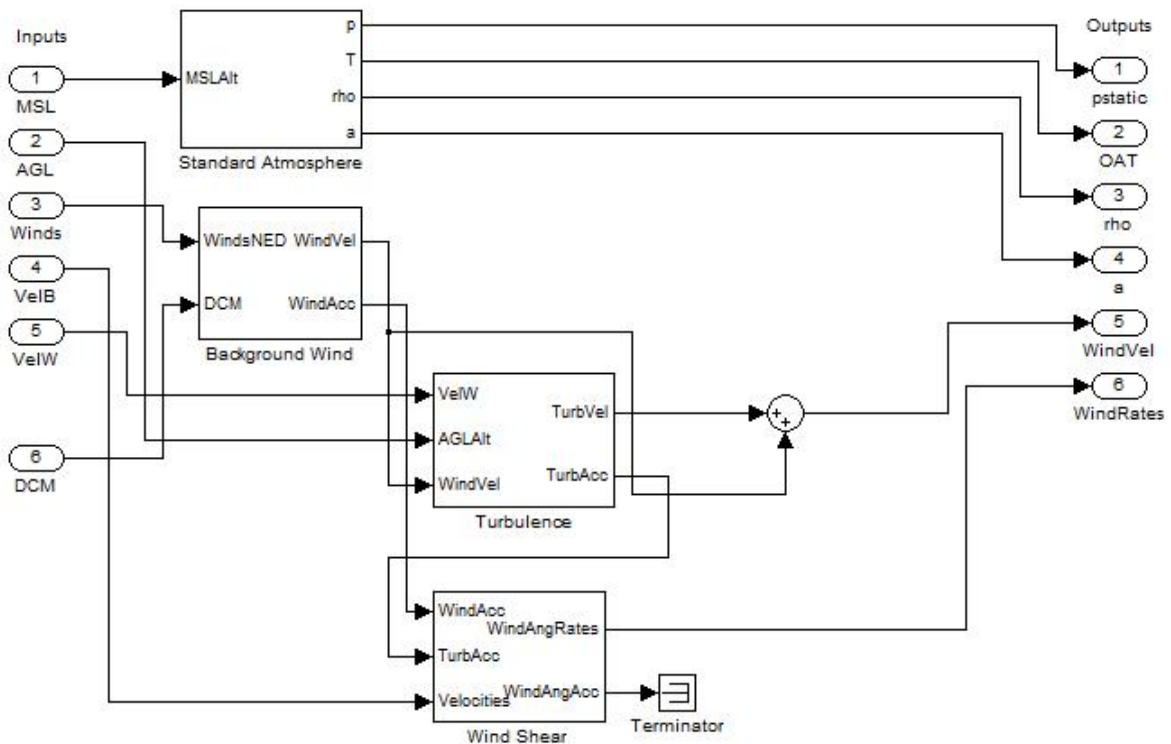 Inputs
1
MSL
2
AGL
3
Winds
4
VelB
5
VelW
6
DCM
MSLAlt
p
T
rho
a
Standard Atmosphere
WindsNED WindVel
DCM WindAcc
Background Wind
VelW
AGLAlt
WindVel
TurbVel
TurbAcc
Turbulence
+
+
WindAcc
TurbAcc
Velocities
WindAngRates
WindAngAcc
Wind Shear
Terminator
Outputs
1
pstatic
2
OAT
3
rho
4
a
5
WindVel
6
WindRates